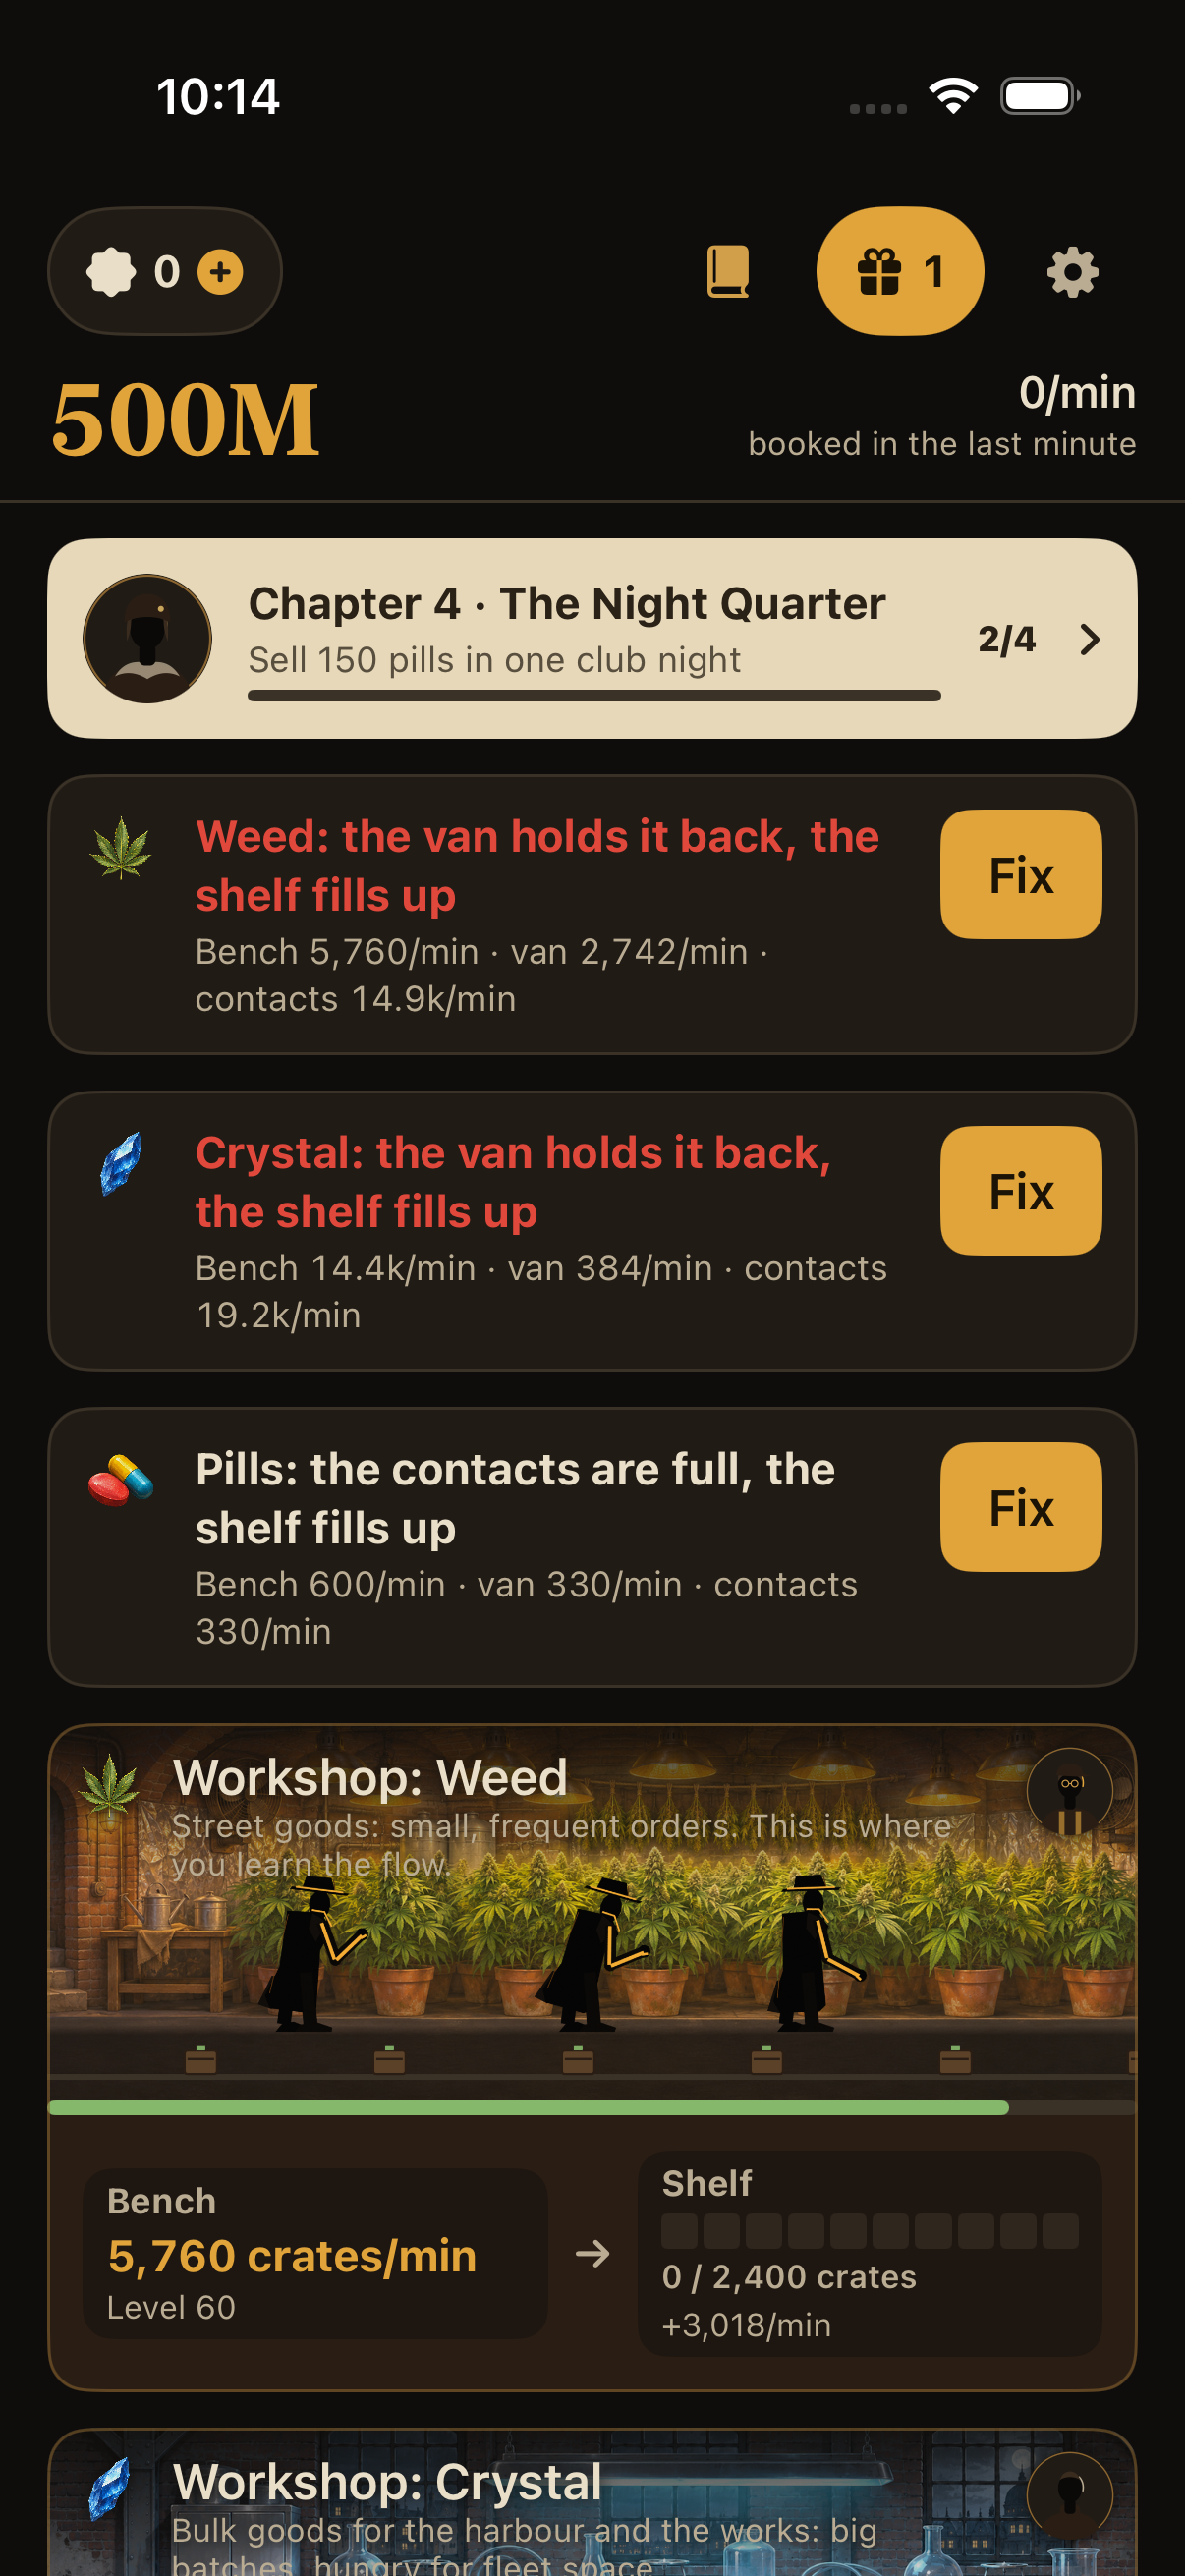 10:14
0
1
500M
0/min
booked in the last minute
Chapter 4 · The Night Quarter
Sell 150 pills in one club night
2/4
Weed: the van holds it back, the
shelf fills up
Bench 5,760/min · van 2,742/min ·
contacts 14.9k/min
Fix
Crystal: the van holds it back,
the shelf fills up
Bench 14.4k/min · van 384/min · contacts
19.2k/min
Fix
Pills: the contacts are full, the
shelf fills up
Bench 600/min · van 330/min · contacts
330/min
Fix
Workshop: Weed
Street goods: small, frequent orders. This is where
you learn the flow.
Bench
5,760 crates/min
Level 60
Shelf
0 / 2,400 crates
+3,018/min
Workshop: Crystal
Bulk goods for the harbour and the works: big
batches, hungry for fleet space.